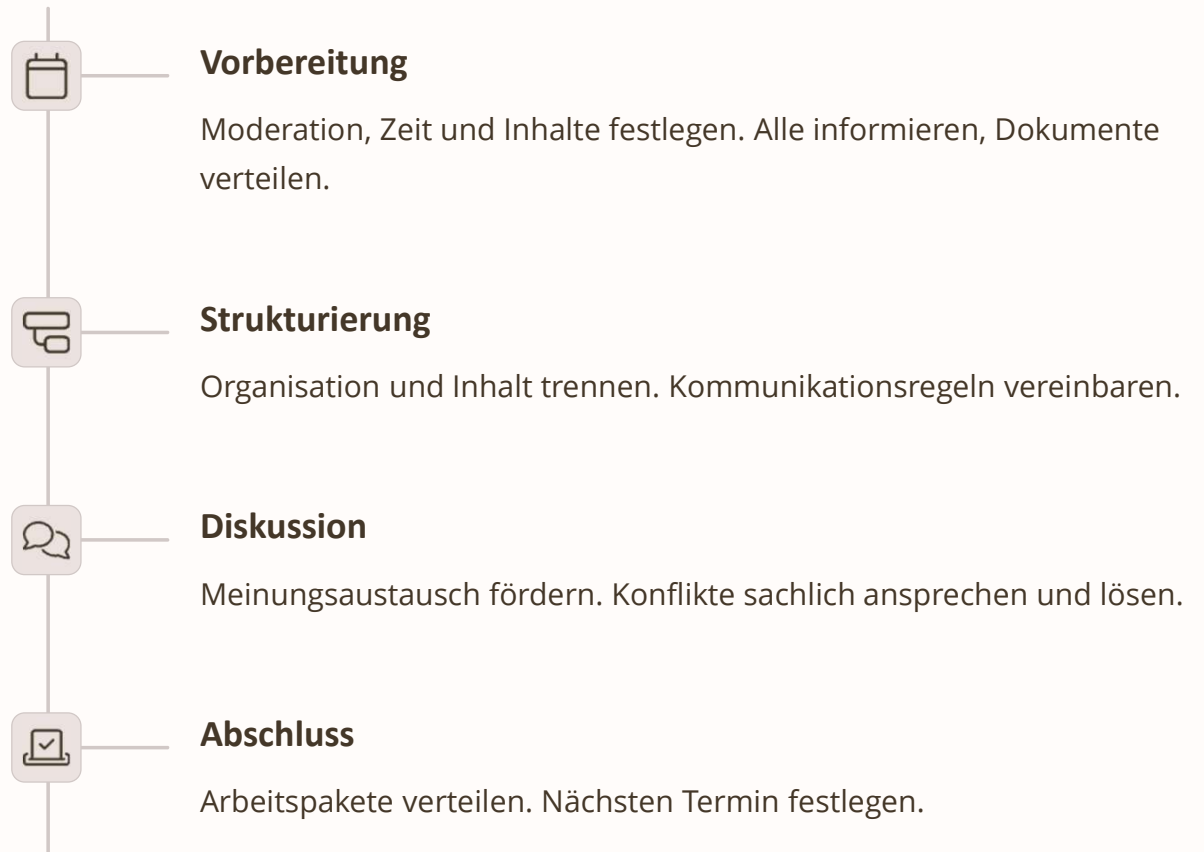 Vorbereitung
Moderation, Zeit und Inhalte festlegen. Alle informieren, Dokumente
verteilen.
Strukturierung
Organisation und Inhalt trennen. Kommunikationsregeln vereinbaren.
Diskussion
Meinungsaustausch fördern. Konflikte sachlich ansprechen und lösen.
Abschluss
Arbeitspakete verteilen. Nächsten Termin festlegen.